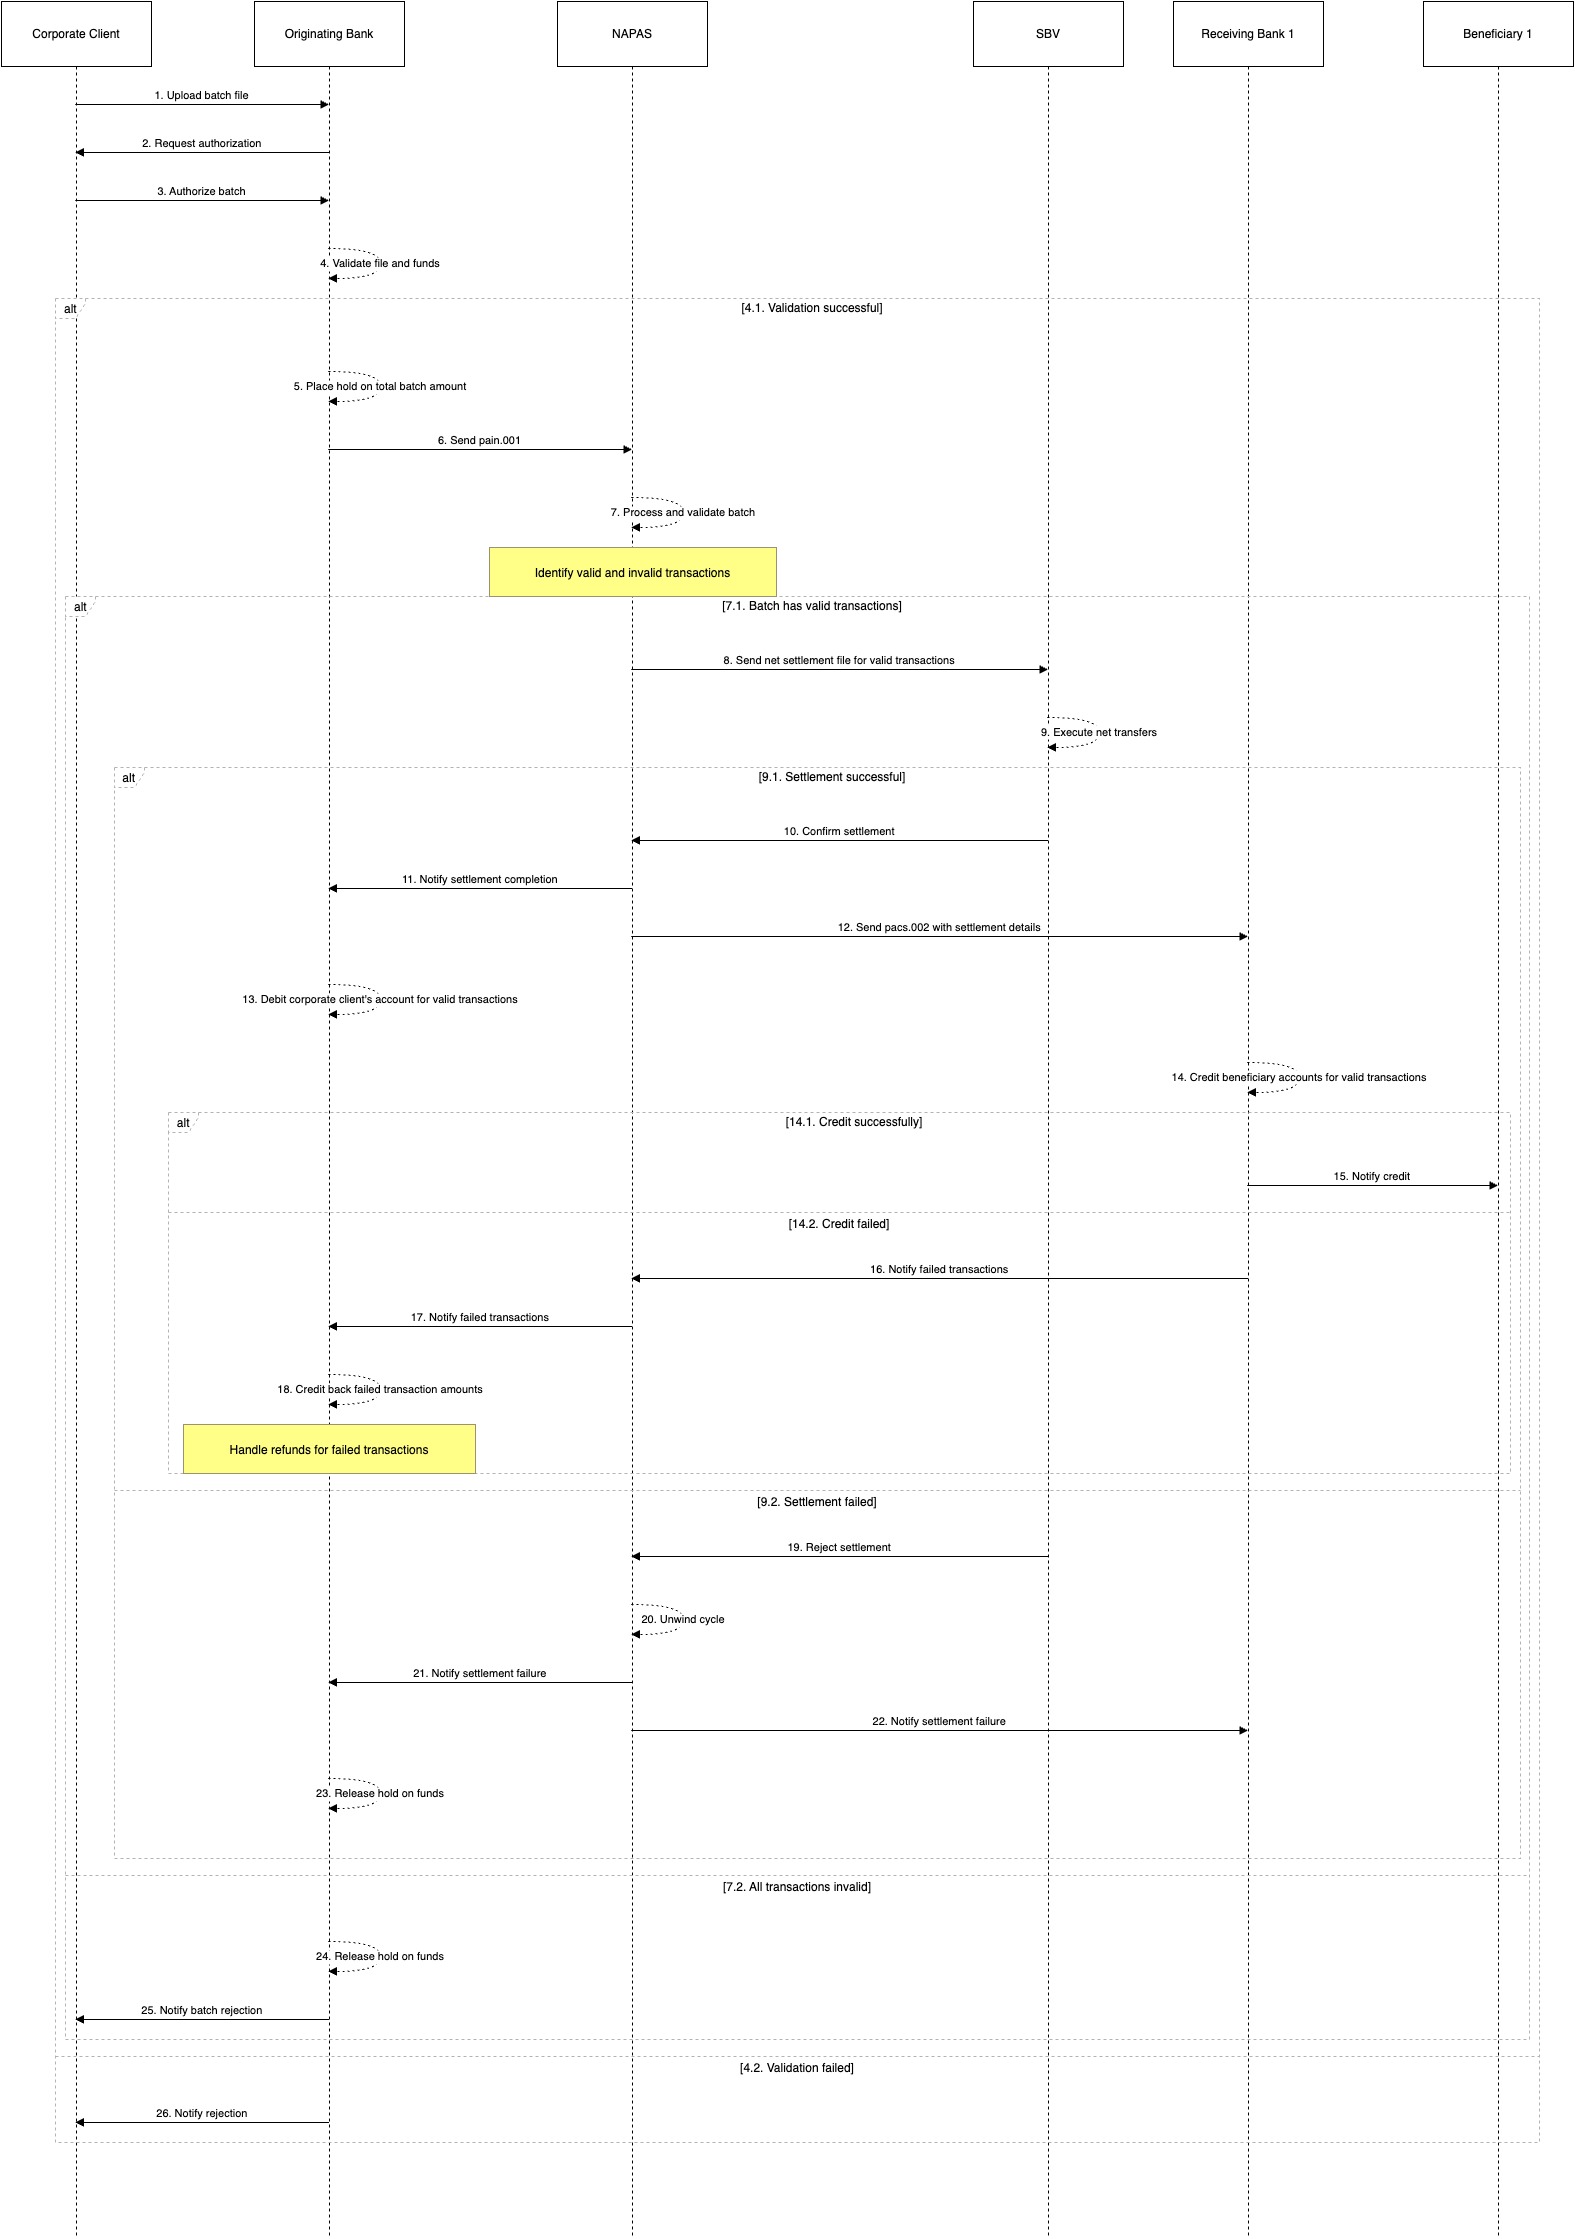 Corporate Client
Originating Bank
NAPAS
SBV
Receiving Bank 1
Beneficiary 1
1. Upload batch file
2. Request authorization
3. Authorize batch
4. Validate file and funds
alt
[4.1. Validation successful]
5. Place hold on total batch amount
6. Send pain.001
7. Process and validate batch
Identify valid and invalid transactions
alt
[7.1. Batch has valid transactions]
8. Send net settlement file for valid transactions
9. Execute net transfers
alt
[9.1. Settlement successful]
10. Confirm settlement
11. Notify settlement completion
12. Send pacs.002 with settlement details
13. Debit corporate client's account for valid transactions
14. Credit beneficiary accounts for valid transactions
alt
[14.1. Credit successfully]
15. Notify credit
[14.2. Credit failed]
16. Notify failed transactions
17. Notify failed transactions
18. Credit back failed transaction amounts
Handle refunds for failed transactions
[9.2. Settlement failed]
19. Reject settlement
20. Unwind cycle
21. Notify settlement failure
22. Notify settlement failure
23. Release hold on funds
[7.2. All transactions invalid]
24. Release hold on funds
25. Notify batch rejection
[4.2. Validation failed]
26. Notify rejection